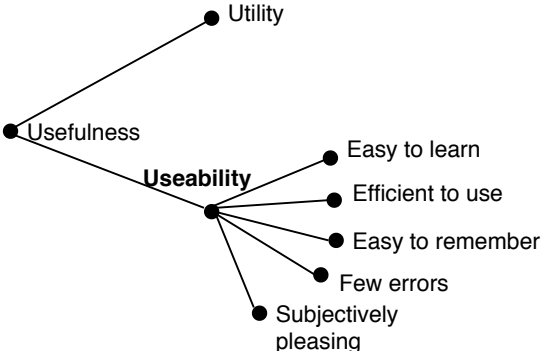 Utility
Usefulness
Useability
Easy to learn
Efficient to use
Easy to remember
Few errors
Subjectively
pleasing